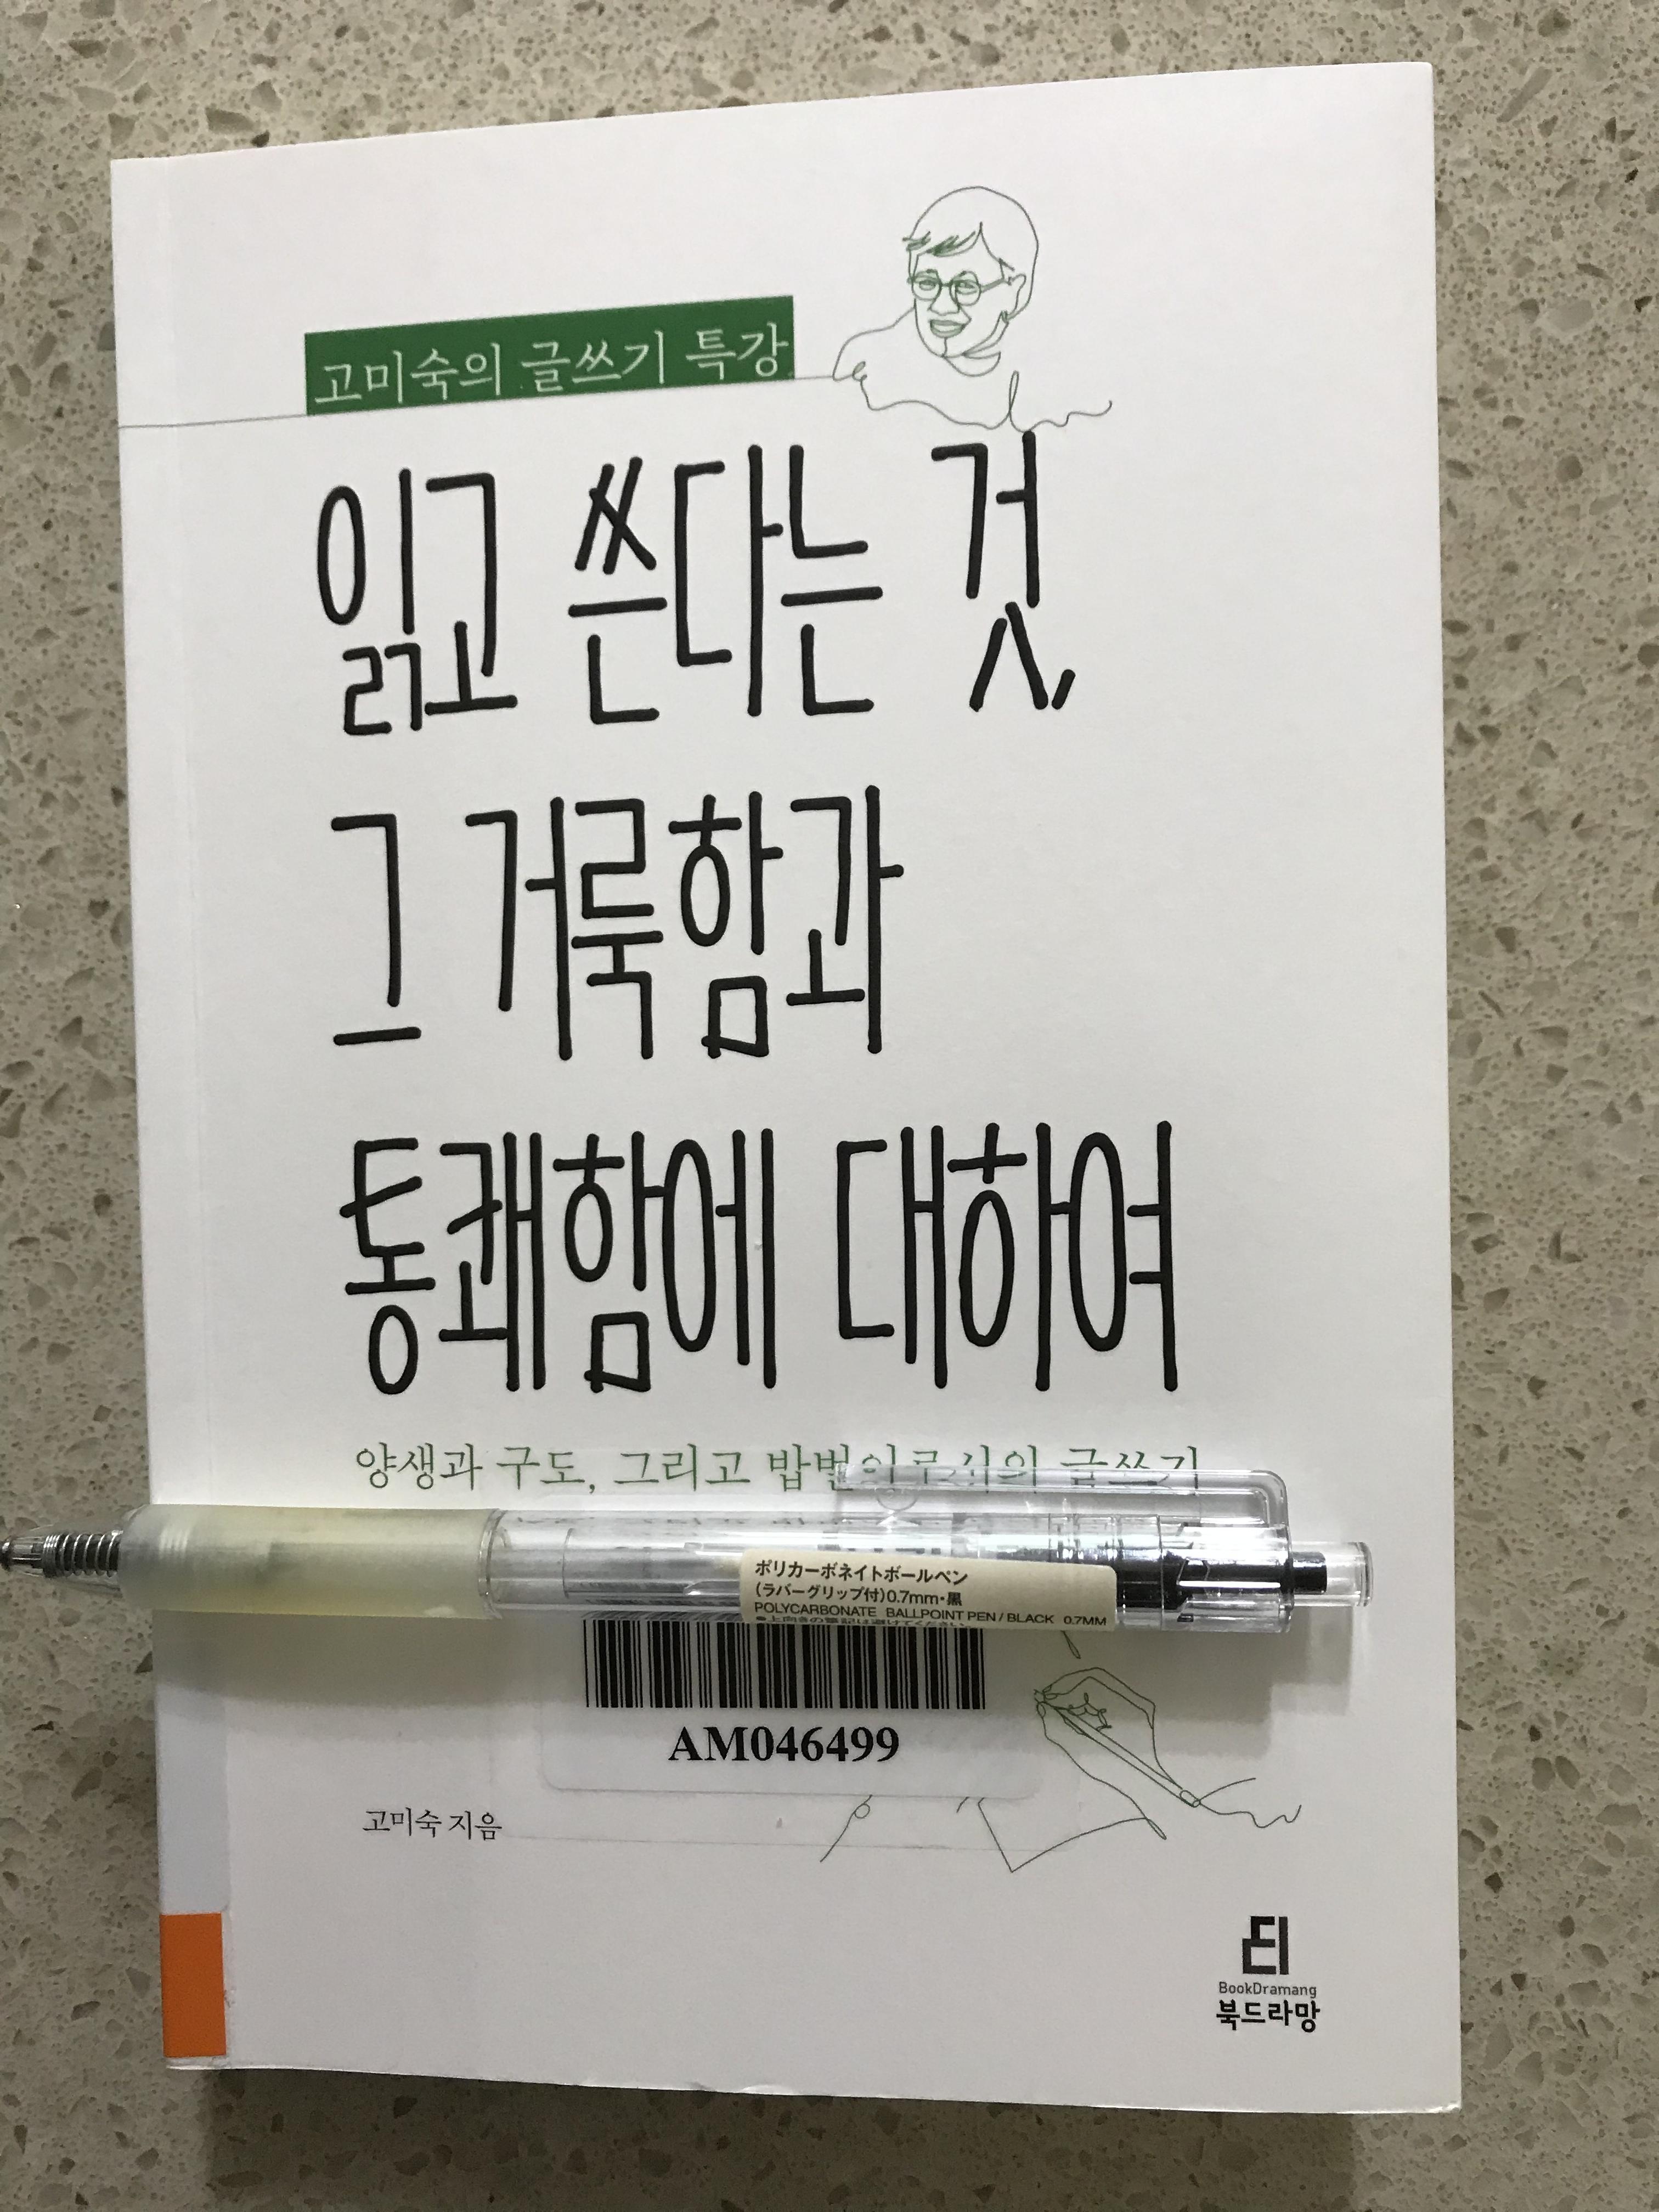 고미숙의 글쓰기 특강
읽고 쓴다는 것,
그 거룩함과
통쾌함에 대하여
양생과 구도, 그리고 밥벌이로서의 글쓰기
ポリカーボネイトボールペン
(ラバーグリップ付)0.7mm・黒
POLYCARBONATE BALLPOINT PEN / BLACK 0.7MM
AM046499
고미숙 지음
BookDramang
북드라망